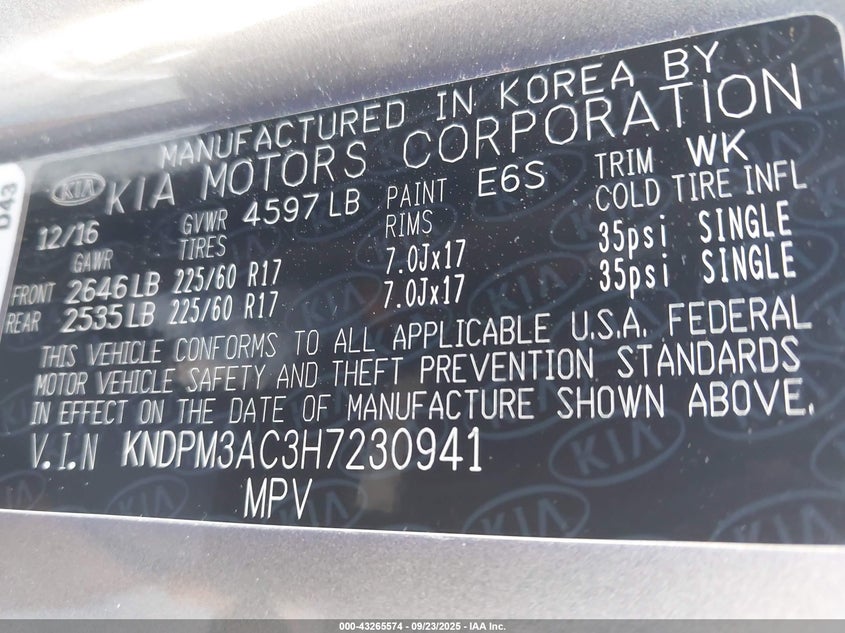 D43
MANUFACTURED IN KOREA BY
KIA KIA MOTORS CORPORATION
12/16 GVWR 4597 LB PAINT E6S TRIM WK
GAWR TIRES RIMS COLD TIRE INFL
FRONT 2646 LB 225/60 R17 7.0Jx17 35psi SINGLE
REAR 2535 LB 225/60 R17 7.0Jx17 35psi SINGLE
THIS VEHICLE CONFORMS TO ALL APPLICABLE U.S.A. FEDERAL
MOTOR VEHICLE SAFETY AND THEFT PREVENTION STANDARDS
IN EFFECT ON THE DATE OF MANUFACTURE SHOWN ABOVE.
V.I.N KNDPM3AC3H7230941
MPV
000-43265574 - 09/23/2025 - IAA Inc.